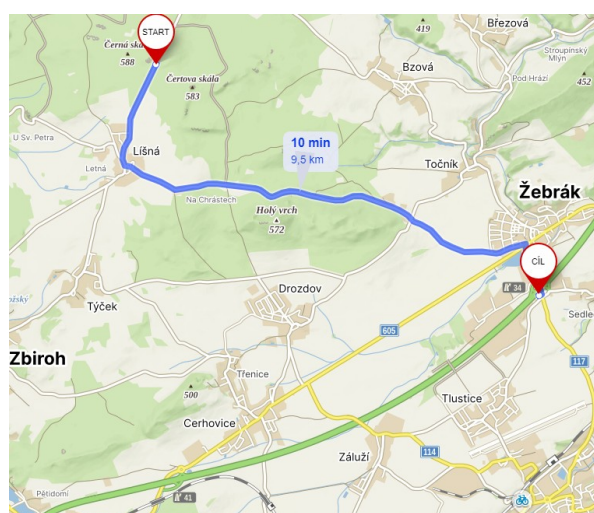 START
Černá ská
588
Čertova skála
583
419
Březová
Stroupinský
Mlýn
Bzová
Pod Hrází
452
U Sv. Petra
Líšná
Letná
10 min
9,5 km
Točník
Žebrák
Na Chrástech
Holý vrch
572
CÍL
34
Týček
Drozdov
605
Sedle
Zbiroh
117
500
Třenice
Cerhovice
Tlustice
Záluží
114
Pětidomí
41